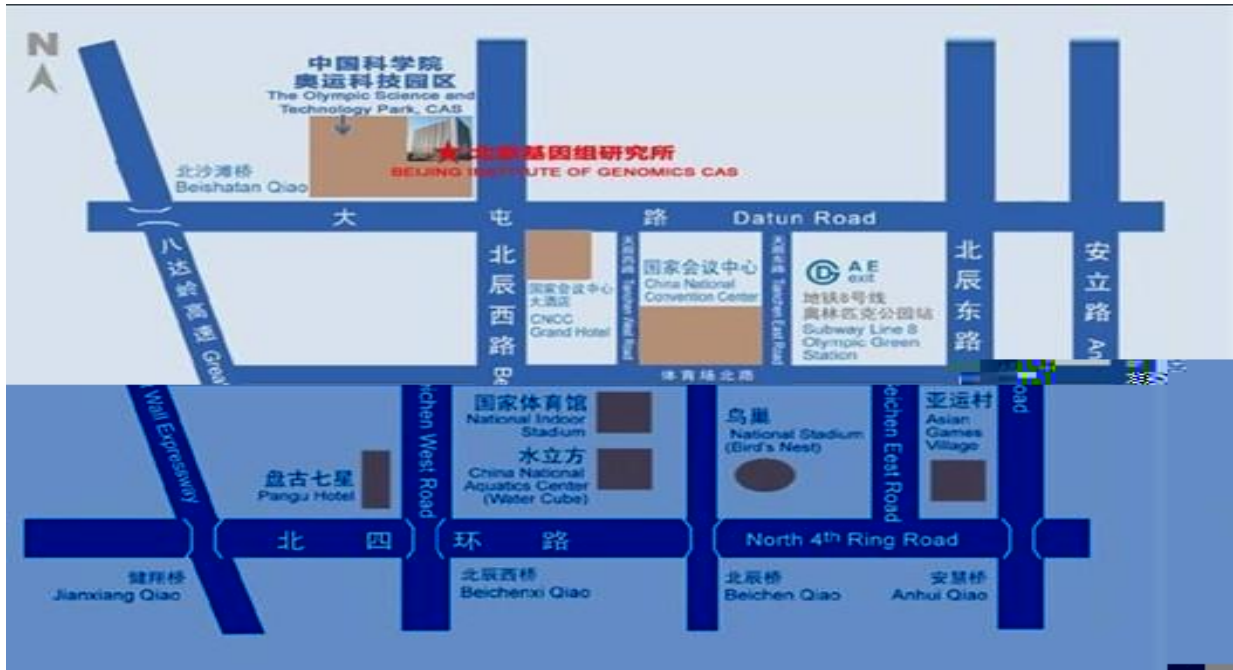 N
中国科学院
奥运科技园区
The Olympic Science and
Technology Park, CAS
北京基因组研究所
BEIJING INSTITUTE OF GENOMICS CAS
北沙滩桥
Beishatan Qiao
大屯路 Datun Road
八达岭高速 Great
北辰西路 Be
国家会议中心
大酒店
CNCC
Grand Hotel
天辰西路 Tianchen West Road
国家会议中心
China National
Convention Center
天辰东路 Tianchen East Road
A E
exit
地铁8号线
奥林匹克公园站
Subway Line 8
Olympic Green
Station
北辰东路
安立路 An
体育场北路
Wall Expressway
盘古七星
Pangu Hotel
ichen West Road
国家体育馆
National Indoor
Stadium
水立方
China National
Aquatics Center
(Water Cube)
鸟巢
National Stadium
(Bird's Nest)
eichen Eest Road
亚运村
Asian
Games
Village
Road
北四环路 North 4th Ring Road
健翔桥
Jianxiang Qiao
北辰西桥
Beichenxi Qiao
北辰桥
Beichen Qiao
安慧桥
Anhui Qiao